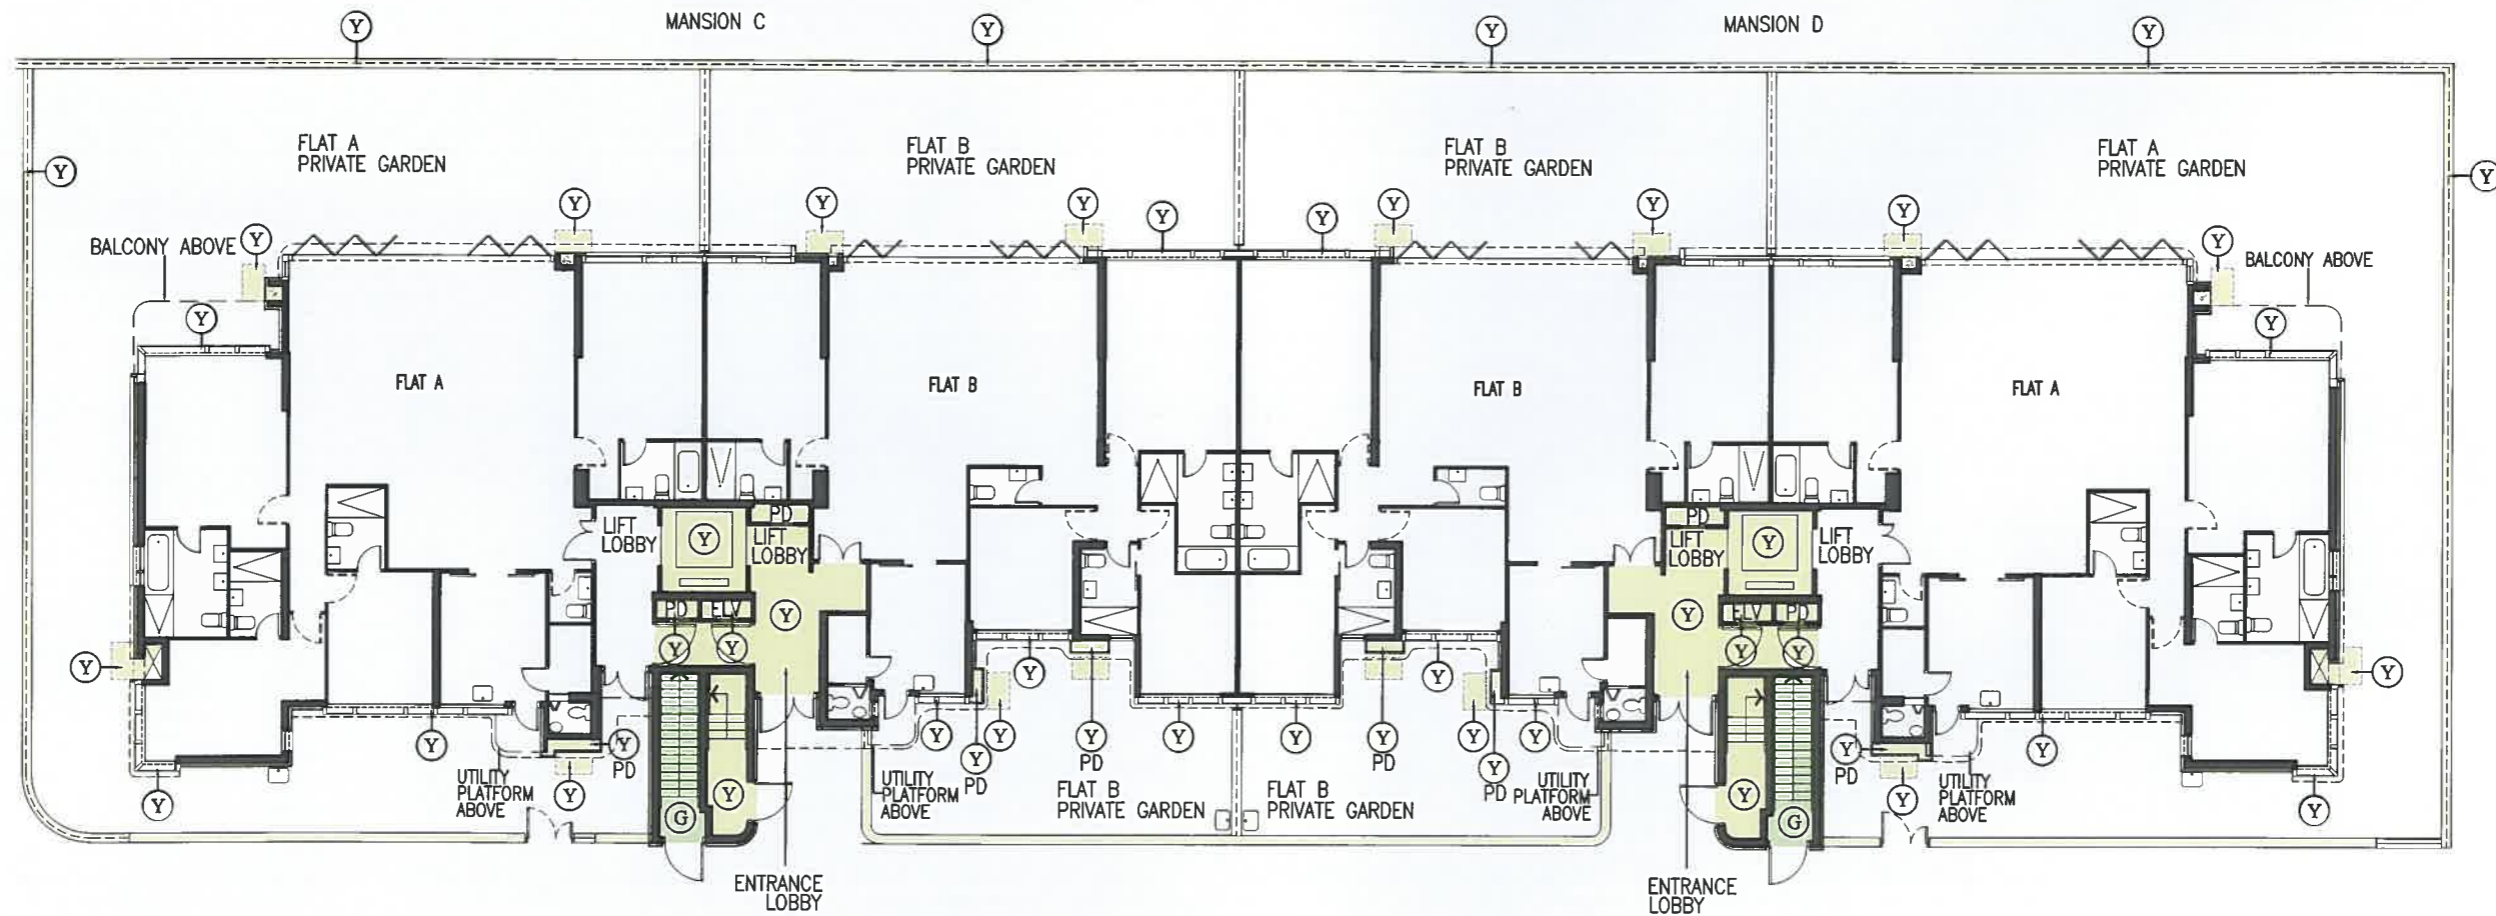 MANSION C
MANSION D
Y
Y
Y
Y
FLAT A
PRIVATE GARDEN
FLAT B
PRIVATE GARDEN
FLAT B
PRIVATE GARDEN
FLAT A
PRIVATE GARDEN
Y
Y
Y
Y
Y
Y
Y
Y
Y
Y
BALCONY ABOVE
Y
Y
BALCONY ABOVE
Y
Y
FLAT A
FLAT B
FLAT B
FLAT A
LIFT
LOBBY
Y
PD
LIFT
LOBBY
PD
LIFT
LOBBY
Y
LIFT
LOBBY
PD
ELV
Y
Y
ELV
PD
Y
Y
Y
Y
Y
Y
Y
Y
Y
Y
Y
PD
Y
Y
PD
Y
Y
Y
PD
Y
Y
Y
PD
Y
Y
Y
PD
Y
Y
PD
Y
Y
UTILITY
PLATFORM
ABOVE
Y
G
Y
UTILITY
PLATFORM
ABOVE
FLAT B
PRIVATE GARDEN
FLAT B
PRIVATE GARDEN
UTILITY
PLATFORM
ABOVE
Y
G
Y
UTILITY
PLATFORM
ABOVE
Y
Y
ENTRANCE
LOBBY
ENTRANCE
LOBBY